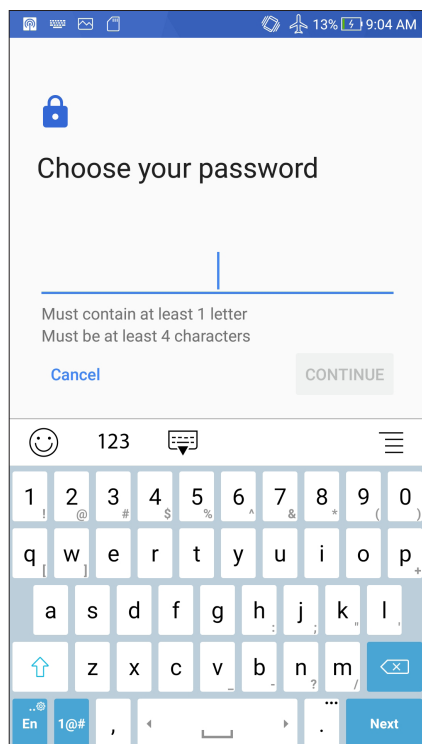 13% 9:04 AM
Choose your password
Must contain at least 1 letter
Must be at least 4 characters
Cancel CONTINUE
123
1 ! 2 @ 3 # 4 $ 5 % 6 ^ 7 & 8 * 9 ( 0 )
q [ w ] e r t y u i o p +
a s d f g h : j ; k " l '
z x c v _ b - n ? m /
En 1@# , . Next